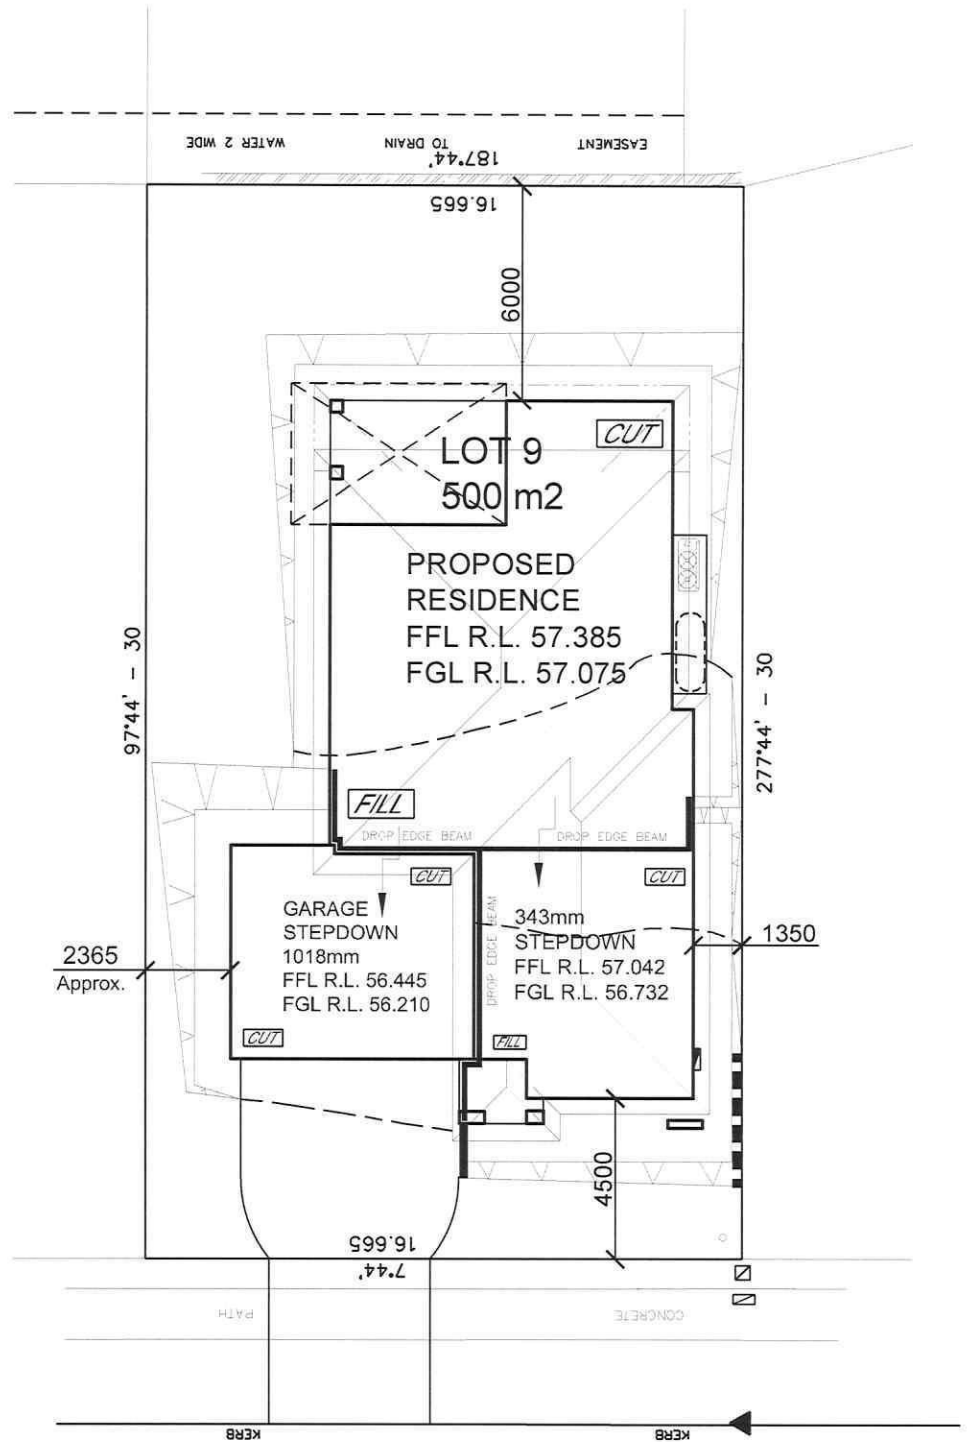 EASEMENT
TO DRAIN
WATER 2 WIDE
187°44'
16.665
6000
CUT
LOT 9
500 m2
PROPOSED
RESIDENCE
FFL R.L. 57.385
FGL R.L. 57.075
97°44' - 30
277°44' - 30
FILL
DROP EDGE BEAM
DROP EDGE BEAM
CUT
CUT
GARAGE
STEPDOWN
1018mm
FFL R.L. 56.445
FGL R.L. 56.210
DROP EDGE BEAM
343mm
STEPDOWN
FFL R.L. 57.042
FGL R.L. 56.732
2365
Approx.
1350
CUT
FILL
4500
16.665
7°44'
CONCRETE
PATH
KERB
KERB